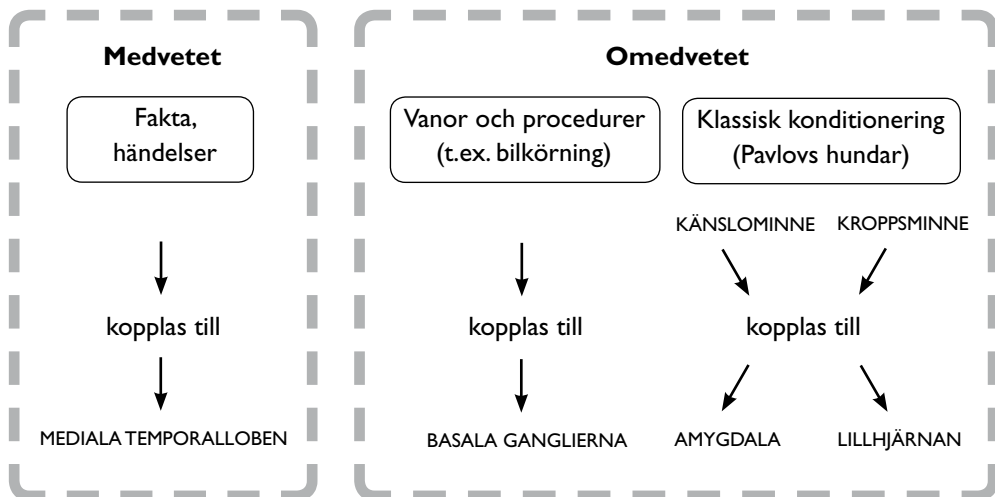 Medvetet
Fakta,
händelser
kopplas till
MEDIALA TEMPORALLOBEN
Omedvetet
Vanor och procedurer
(t.ex. bilkörning)
kopplas till
BASALA GANGLIERNA
Klassisk konditionering
(Pavlovs hundar)
KÄNSLOMINNE
KROPPSMINNE
kopplas till
AMYGDALA
LILLHJÄRNAN